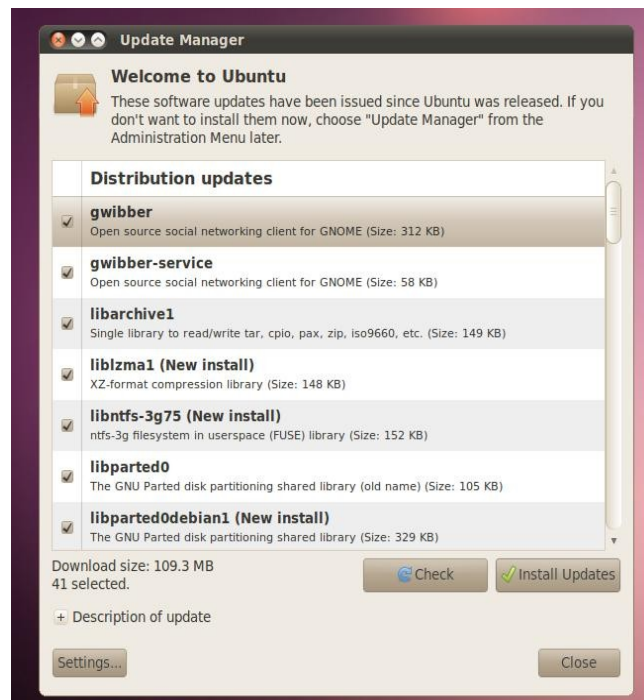 Update Manager
Welcome to Ubuntu
These software updates have been issued since Ubuntu was released. If you
don't want to install them now, choose "Update Manager" from the
Administration Menu later.
Distribution updates
gwibber
Open source social networking client for GNOME (Size: 312 KB)
gwibber-service
Open source social networking client for GNOME (Size: 58 KB)
libarchive1
Single library to read/write tar, cpio, pax, zip, iso9660, etc. (Size: 149 KB)
liblzma1 (New install)
XZ-format compression library (Size: 148 KB)
libntfs-3g75 (New install)
ntfs-3g filesystem in userspace (FUSE) library (Size: 152 KB)
libparted0
The GNU Parted disk partitioning shared library (old name) (Size: 105 KB)
libparted0debian1 (New install)
The GNU Parted disk partitioning shared library (Size: 329 KB)
Download size: 109.3 MB
41 selected.
Check
Install Updates
Description of update
Settings...
Close